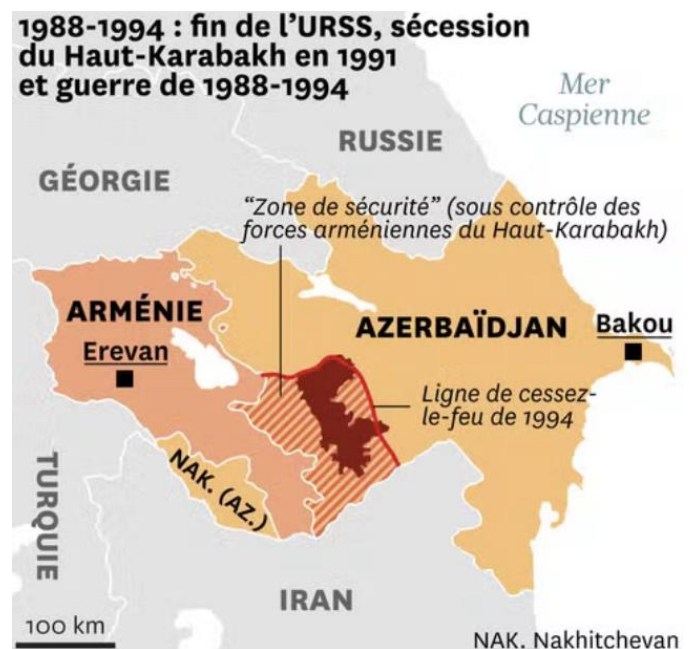 1988-1994 : fin de l’URSS, sécession
du Haut-Karabakh en 1991
et guerre de 1988-1994
Mer
Caspienne
RUSSIE
GÉORGIE
“Zone de sécurité” (sous contrôle des
forces arméniennes du Haut-Karabakh)
ARMÉNIE
AZERBAÏDJAN
Bakou
Erevan
Ligne de cessez-
le-feu de 1994
NAK. (AZ.)
TURQUIE
IRAN
100 km
NAK. Nakhitchevan